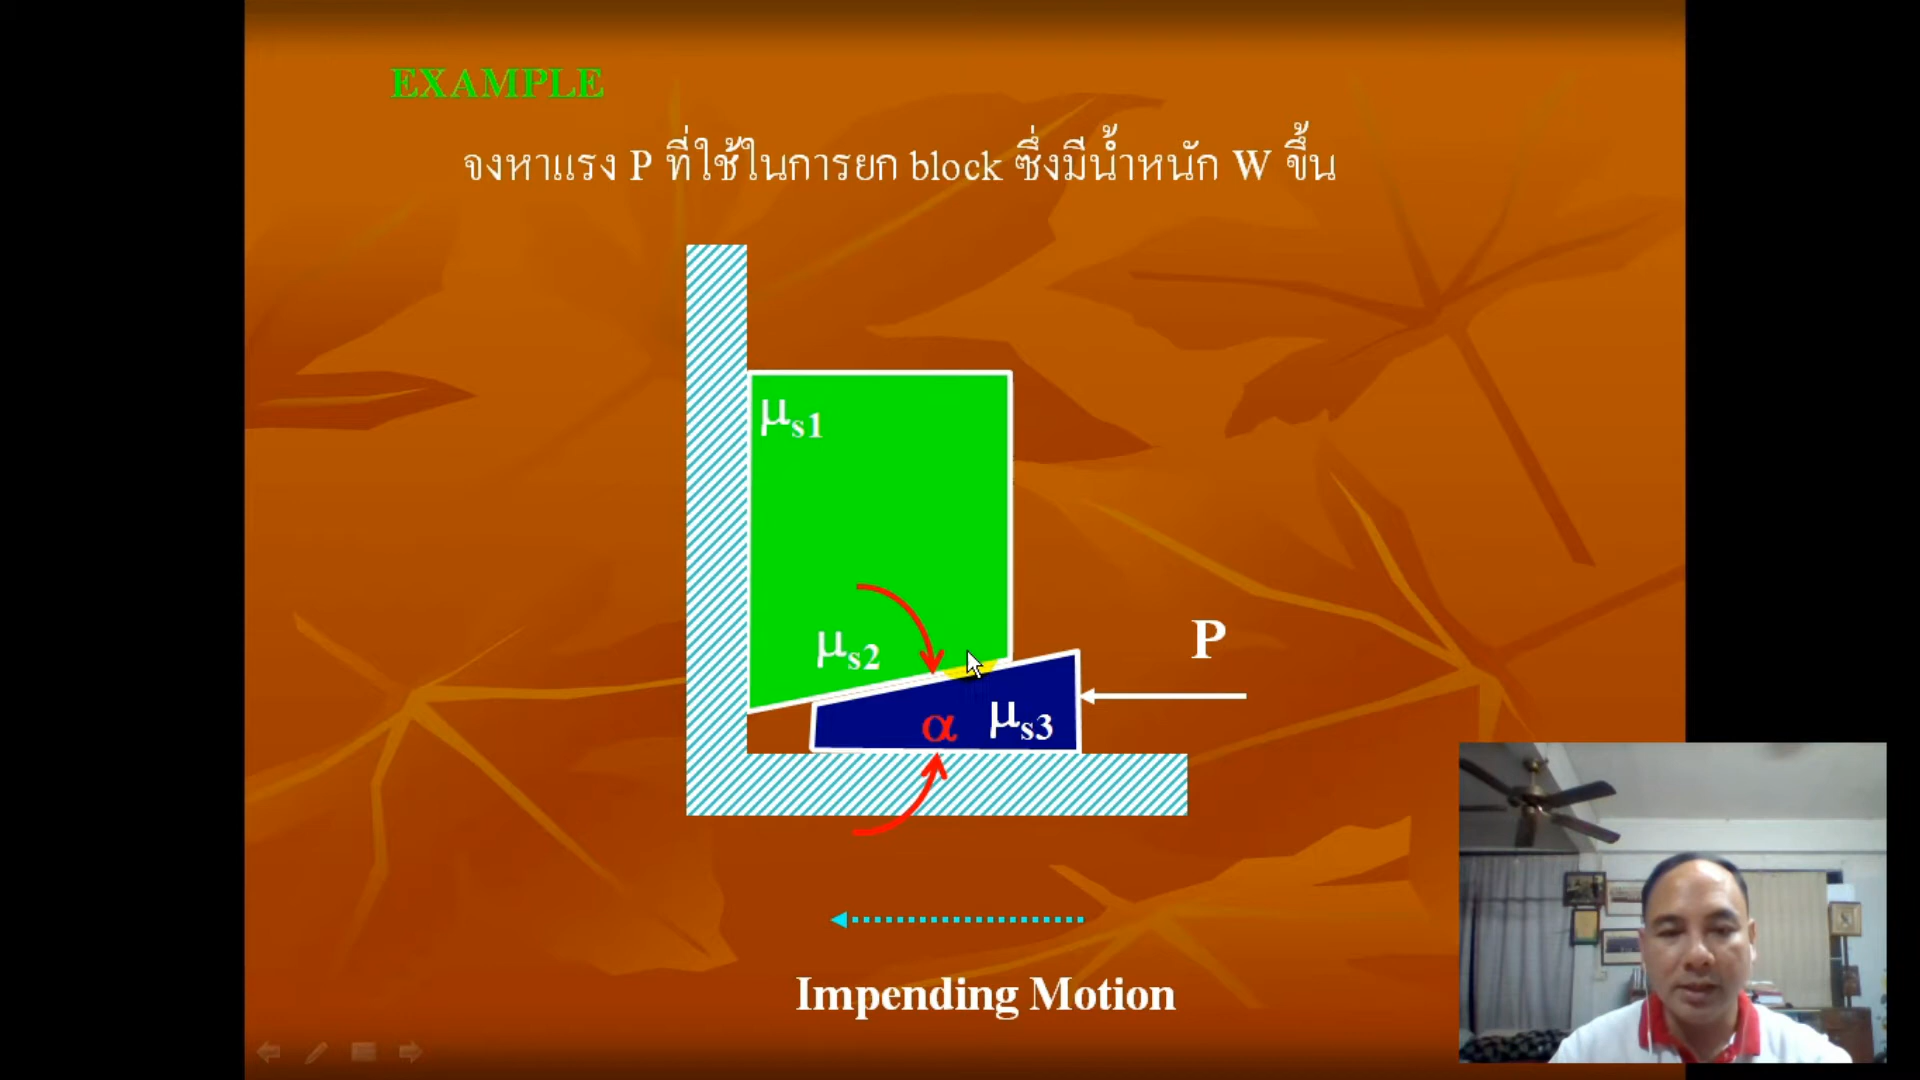 EXAMPLE
จงหาแรง P ที่ใช้ในการยก block ซึ่งมีน้ำหนัก W ขึ้น
μs1
μs2
P
α
μs3
Impending Motion